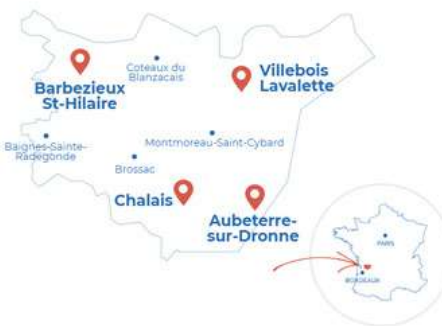 Coteaux du
Blanzacais
Villebois
Lavalette
Barbezieux
St-Hilaire
Baignes-Sainte-
Radegonde
Montmoreau-Saint-Cybard
Brossac
Chalais
Aubeterre-
sur-Dronne
PARIS
BORDEAUX